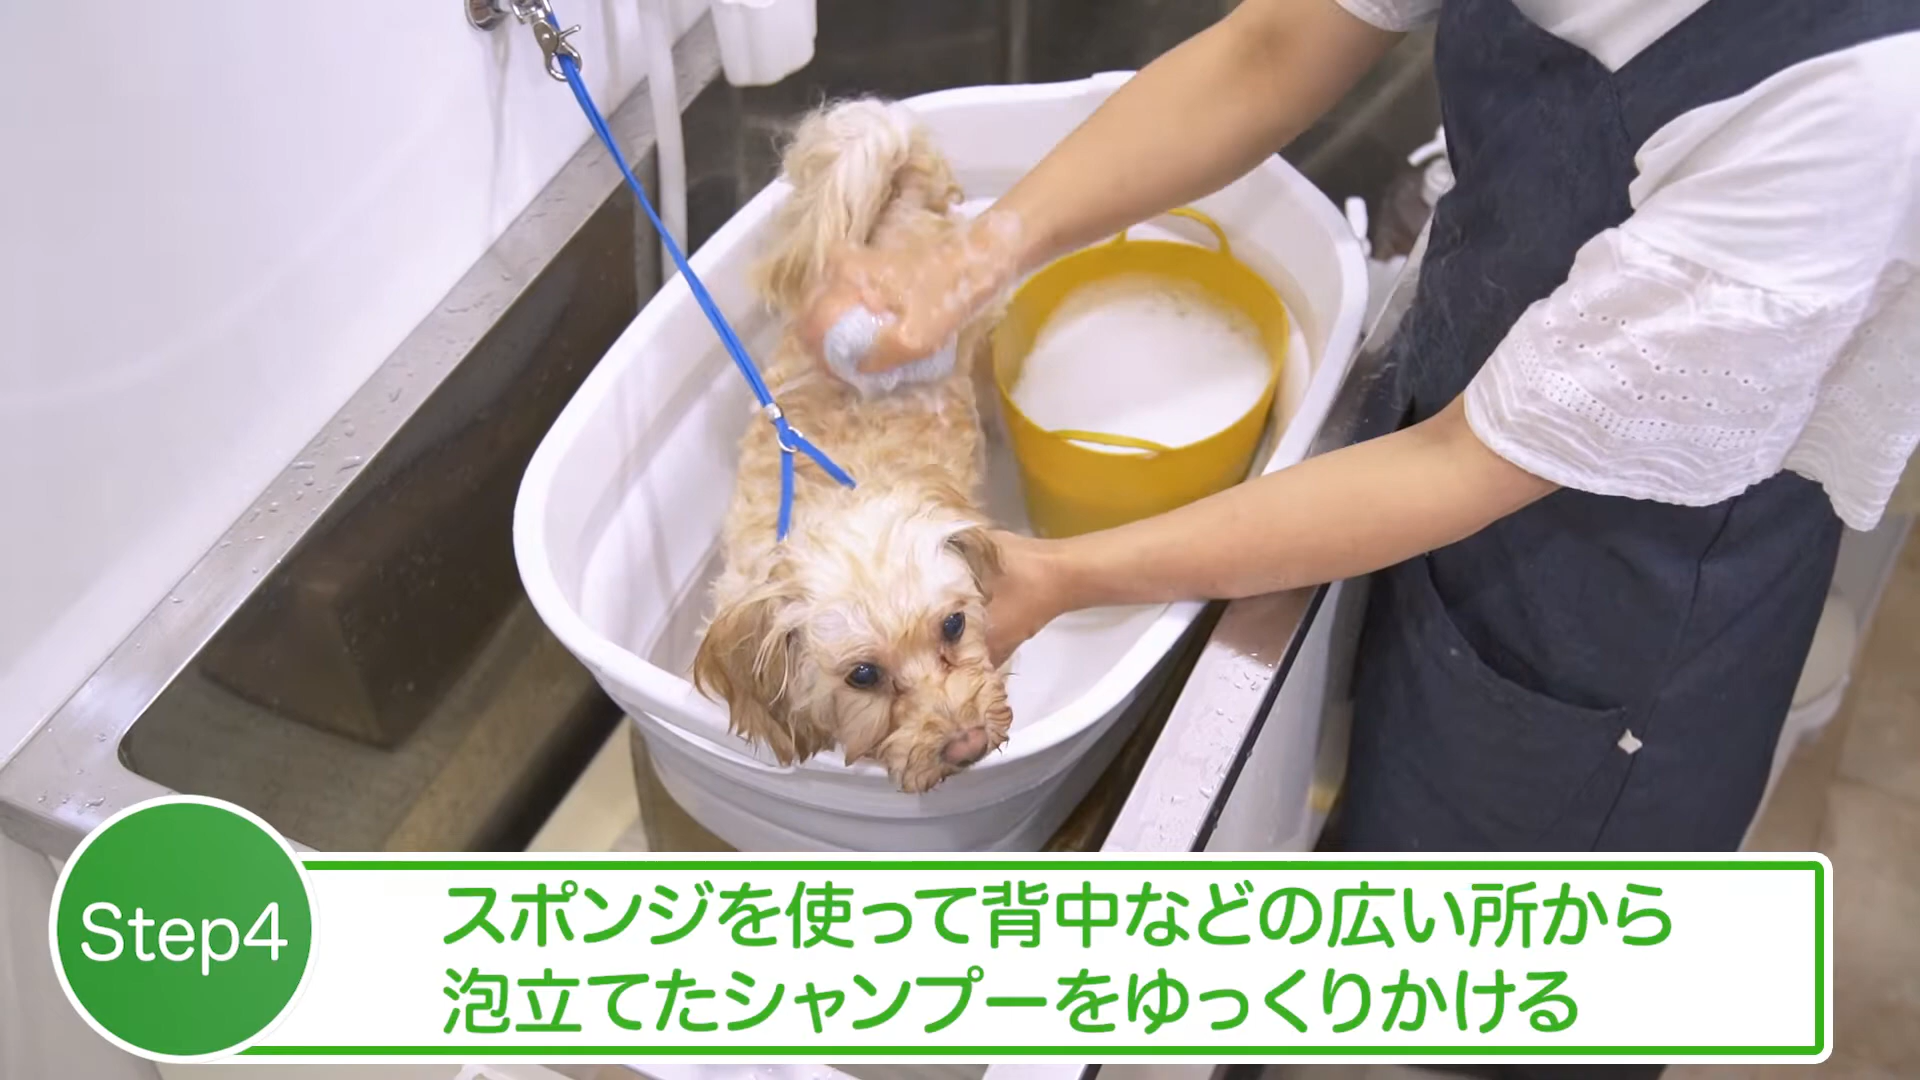 Step4
スポンジを使って背中などの広い所から
泡立てたシャンプーをゆっくりかける